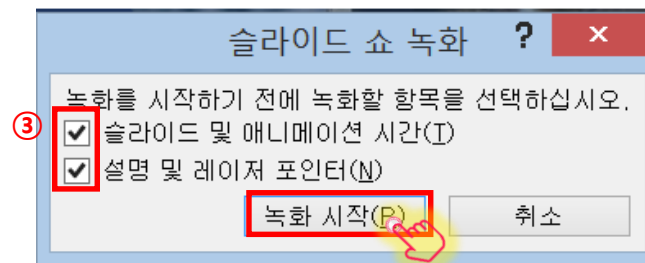 슬라이드 쇼 녹화 ? ×
녹화를 시작하기 전에 녹화할 항목을 선택하십시오.
③ 슬라이드 및 애니메이션 시간(T)
설명 및 레이저 포인터(N)
녹화 시작(R) 취소